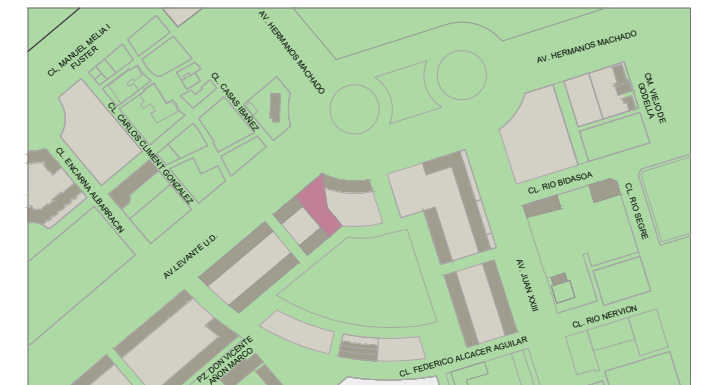 CL. MANUEL MELIA I
FUSTER
AV. HERMANOS MACHADO
AV. HERMANOS MACHADO
CL. CASAS IBAÑEZ
CM. VIEJO DE
GODELLA
CL. CARLOS CLIMENT GONZALEZ
CL. ENCARNA ALBARRACIN
CL. RIO BIDASOA
CL. RIO SEGRE
AV.LEVANTE U.D.
AV. JUAN XXIII
CL. RIO NERVION
PZ. DON VICENTE
AÑON MARCO
CL. FEDERICO ALCACER AGUILAR